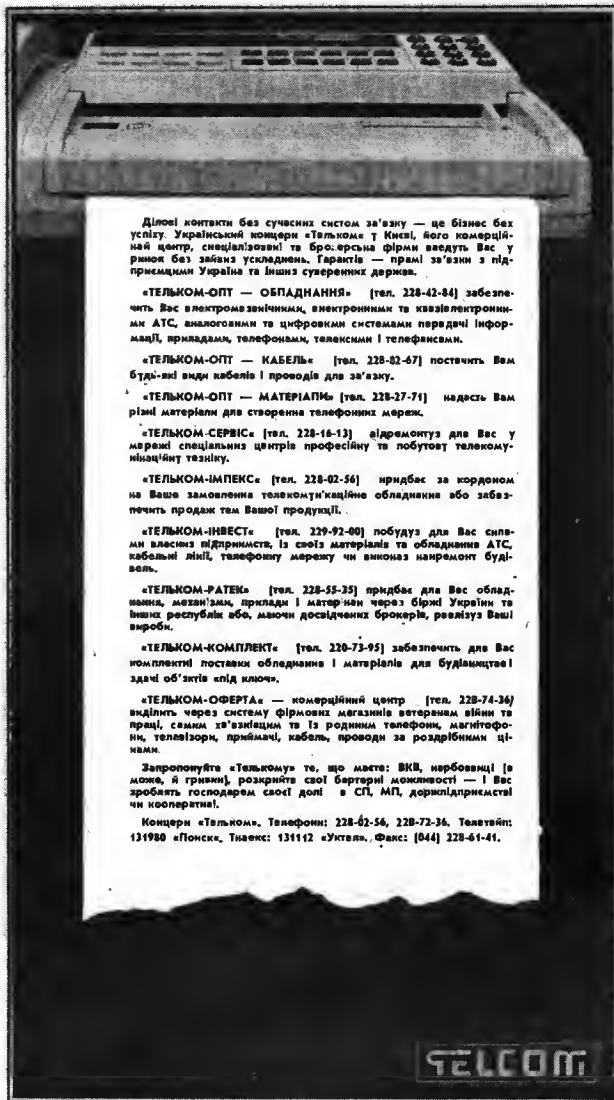 Ділові контакти без сучасних систом за'язку — це бізнес без
успіху. Український концерн «Тельком« у Києві, його комерцій-
ний центр, спеціалізовані та брокерська фірми введуть Вас у
ринок без зайвих ускладнень. Гарантія — прямі за'язки з під-
приємцими Україна та інших суверенних держав.
«ТЕЛЬКОМ-ОПТ — ОБПАДНАННЯ» [тел. 228-42-84] забезпе-
чить Вас електромеханічними, електронними та квазіелектронни-
ми АТС, аналоговими та цифровими системами передачі інфор-
мації, приладами, телефонами, телексими і телефаксами.
«ТЕЛЬКОМ-ОПТ — КАБЕЛЬ« [тел. 228-02-67] поставить Вам
будь-які види кабелів і проводів для за'язку.
«ТЕЛЬКОМ-ОПТ — МАТЕРІАПИ» [тел. 228-27-71] надасть Вам
різні матеріали для створення телефонних мереж.
«ТЕЛЬКОМ-СЕРВІС« [тел. 228-16-13] відремонтує для Вас у
мережі спеціальних центрів професійну та побутову телекому-
нікаційну техніку.
«ТЕЛЬКОМ-ІМПЕКС« [тел. 228-02-56] придбає за кордоном
на Ваше замовлення телекомунікаційне обладнання або забез-
печить продаж там Вашої продукції.
«ТЕЛЬКОМ-ІНВЕСТ« [тел. 229-92-00] побудує для Вас сила-
ми власних підприимств, із своїх матеріалів та обладнання АТС,
кабельні лінії, телефонну мережу чи виконає капремонт буді-
вель.
«ТЕЛЬКОМ-РАТЕК» [тел. 228-55-35] придбає для Вас облад-
нання, механізми, прилади і матеріали через біржі України та
інших республік або, маючи досвідчених брокерів, реалізує Ваші
вироби.
«ТЕЛЬКОМ-КОМПЛЕКТ« [тел. 220-73-95] забезпечить для Вас
комплектні поставки обладнання і матеріалів для будівництва і
здачі об'єктів «під ключ».
«ТЕЛЬКОМ-ОФЕРТА« — комерційний центр [тел. 228-74-36]
виділить через систему фірмових магазинів ветеранам війни та
праці, самим зв'язківцям та їх родинам телефони, магнітофо-
ни, телевізори, приймачі, кабель, проводи за роздрібними ці-
нами.
Запропонуйте «Телькому» те, що маєте: ВКВ, карбованці [а
може, й гривни], розкрийте свої бартерні можливості — і Вас
зроблять господарем своєї долі в СП, МП, держпідприємстві
чи кооперативі.
Концерн «Тельком». Телефони: 228-02-56, 228-72-36. Телетайп:
131980 «Поиск«. Телекс: 131112 «Уктел». Факс: [044] 228-61-41.
TELCOM